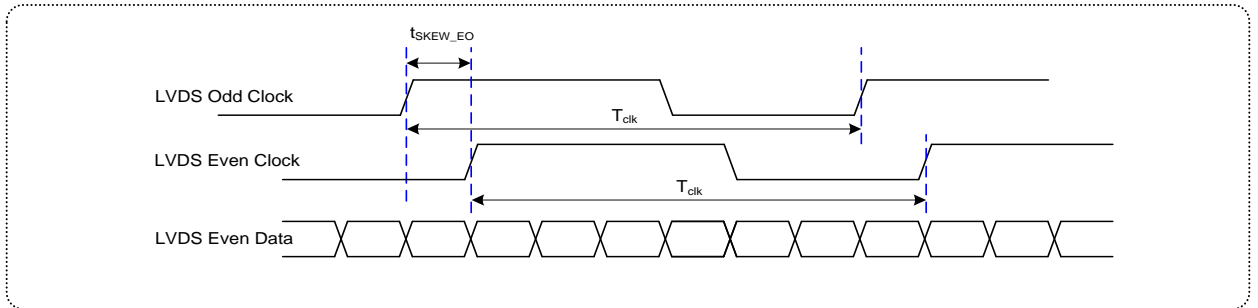 tSKEW_EO
LVDS Odd Clock
Tclk
LVDS Even Clock
Tclk
LVDS Even Data